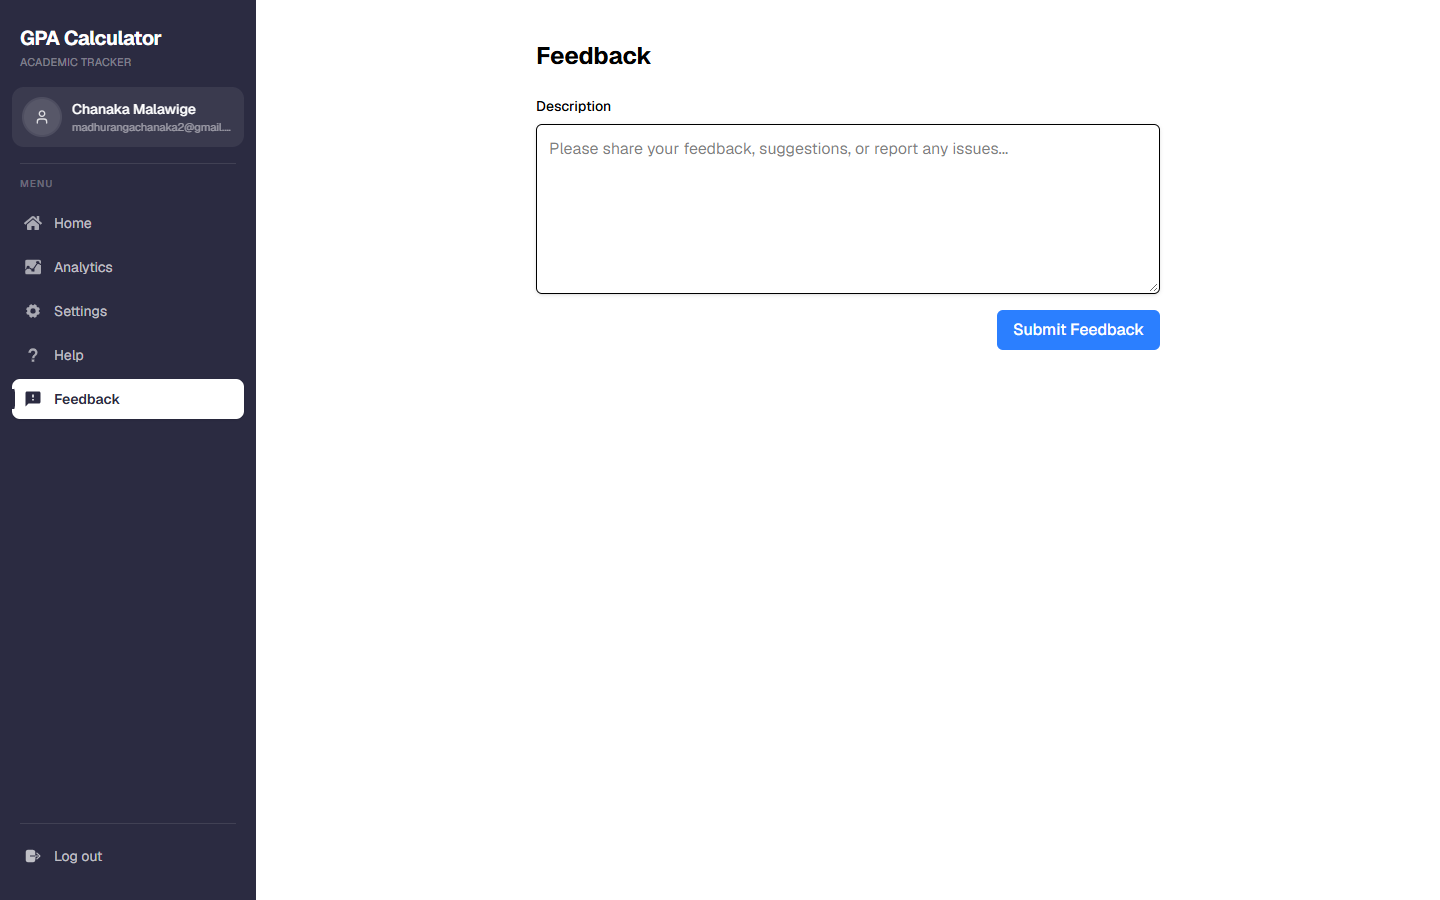 GPA Calculator
ACADEMIC TRACKER
Chanaka Malawige
madhurangachanaka2@gmail....
MENU
Home
Analytics
Settings
Help
Feedback
Log out
Feedback
Description
Please share your feedback, suggestions, or report any issues...
Submit Feedback